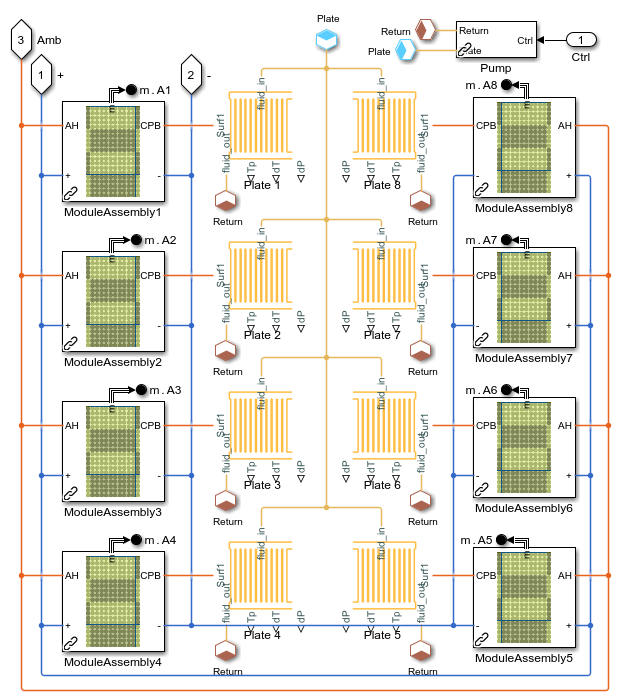 Plate
3
Amb
Return
Plate
Return
Ctrl
Pump
1
Ctrl
1
+
2
-
m.A1
AH
CPB
+
-
m
ModuleAssembly1
fluid_in
Surf1
fluid_out
Tp
dT
dP
Plate 1
Return
fluid_in
Surf1
fluid_out
Tp
dT
dP
Plate 8
Return
m.A8
CPB
AH
-
+
m
ModuleAssembly8
m.A2
AH
CPB
+
-
m
ModuleAssembly2
fluid_in
Surf1
fluid_out
Tp
dT
dP
Plate 2
Return
fluid_in
Surf1
fluid_out
Tp
dT
dP
Plate 7
Return
m.A7
CPB
AH
-
+
m
ModuleAssembly7
m.A3
AH
CPB
+
-
m
ModuleAssembly3
fluid_in
Surf1
fluid_out
Tp
dT
dP
Plate 3
Return
fluid_in
Surf1
fluid_out
Tp
dT
dP
Plate 6
Return
m.A6
CPB
AH
-
+
m
ModuleAssembly6
m.A4
AH
CPB
+
-
m
ModuleAssembly4
fluid_in
Surf1
fluid_out
Tp
dT
dP
Plate 4
Return
fluid_in
Surf1
fluid_out
Tp
dT
dP
Plate 5
Return
m.A5
CPB
AH
-
+
m
ModuleAssembly5